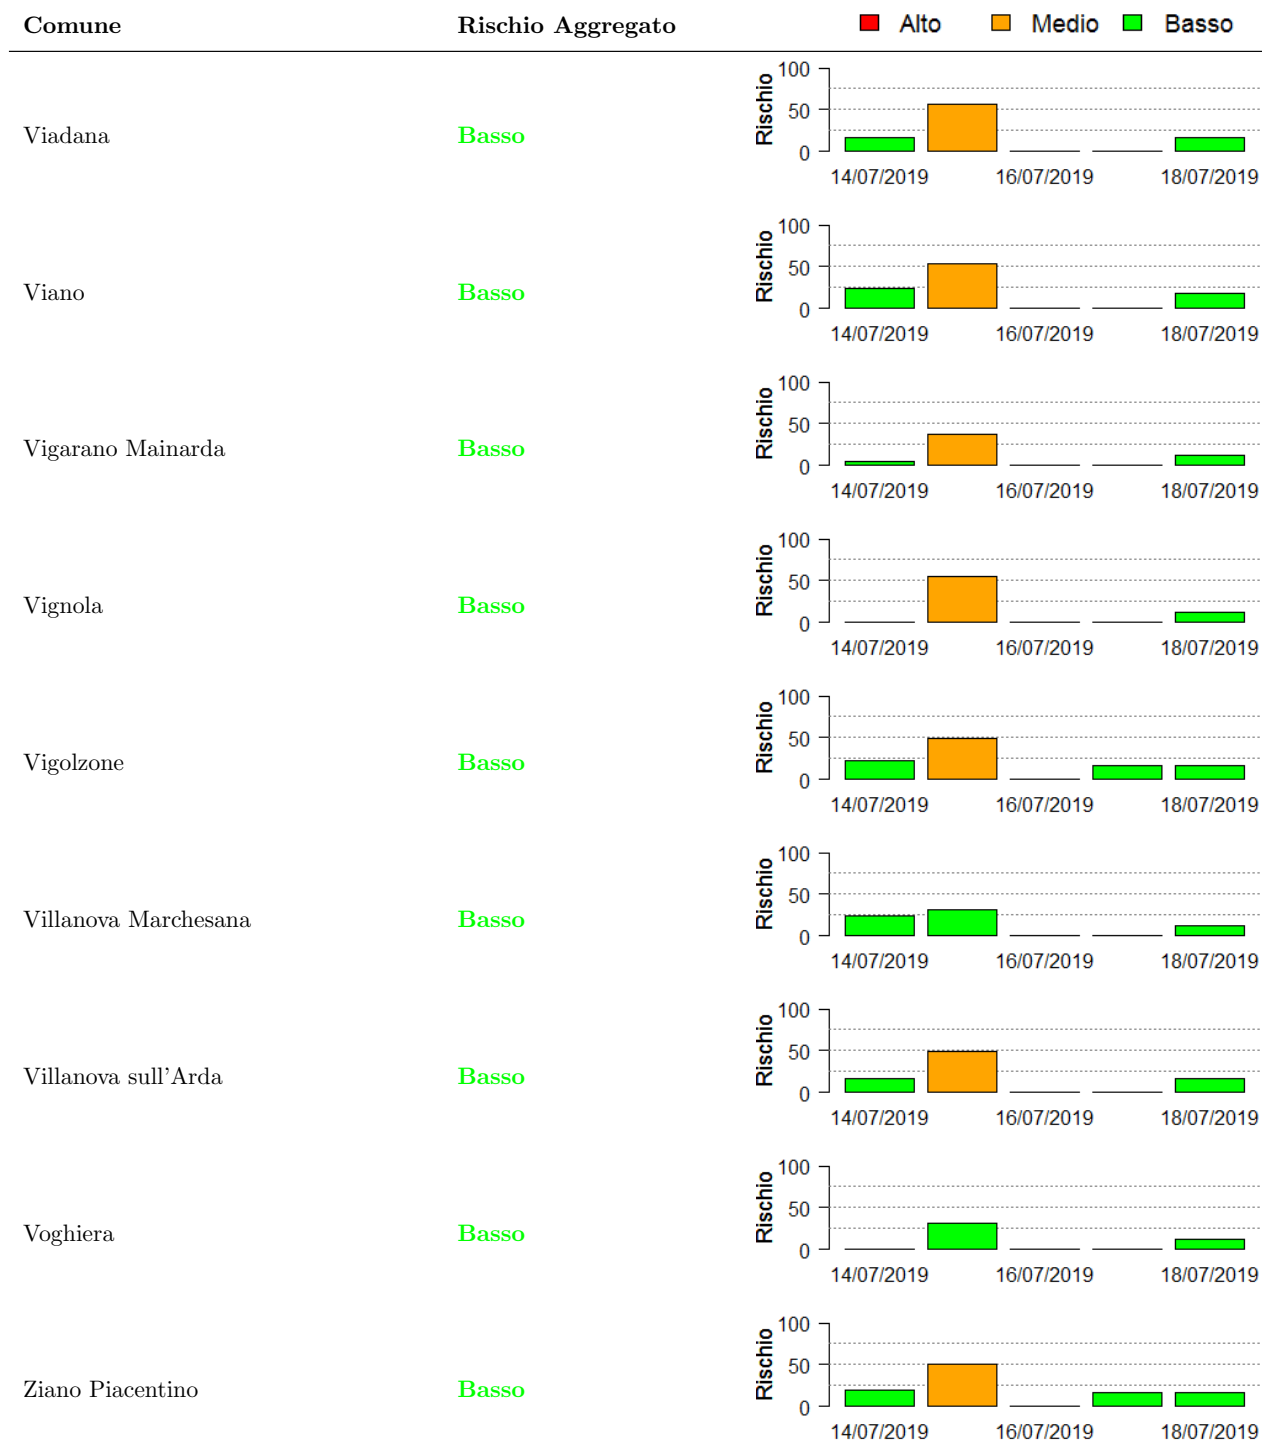 Comune Rischio Aggregato Alto Medio Basso
Viadana Basso Rischio 100 50 0
14/07/2019 16/07/2019 18/07/2019
Viano Basso Rischio 100 50 0
14/07/2019 16/07/2019 18/07/2019
Vigarano Mainarda Basso Rischio 100 50 0
14/07/2019 16/07/2019 18/07/2019
Vignola Basso Rischio 100 50 0
14/07/2019 16/07/2019 18/07/2019
Vigolzone Basso Rischio 100 50 0
14/07/2019 16/07/2019 18/07/2019
Villanova Marchesana Basso Rischio 100 50 0
14/07/2019 16/07/2019 18/07/2019
Villanova sull'Arda Basso Rischio 100 50 0
14/07/2019 16/07/2019 18/07/2019
Voghiera Basso Rischio 100 50 0
14/07/2019 16/07/2019 18/07/2019
Ziano Piacentino Basso Rischio 100 50 0
14/07/2019 16/07/2019 18/07/2019